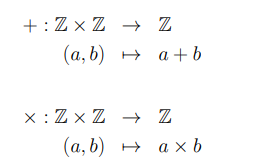 + : ℤ × ℤ → ℤ
(a, b) ↦ a + b
× : ℤ × ℤ → ℤ
(a, b) ↦ a × b